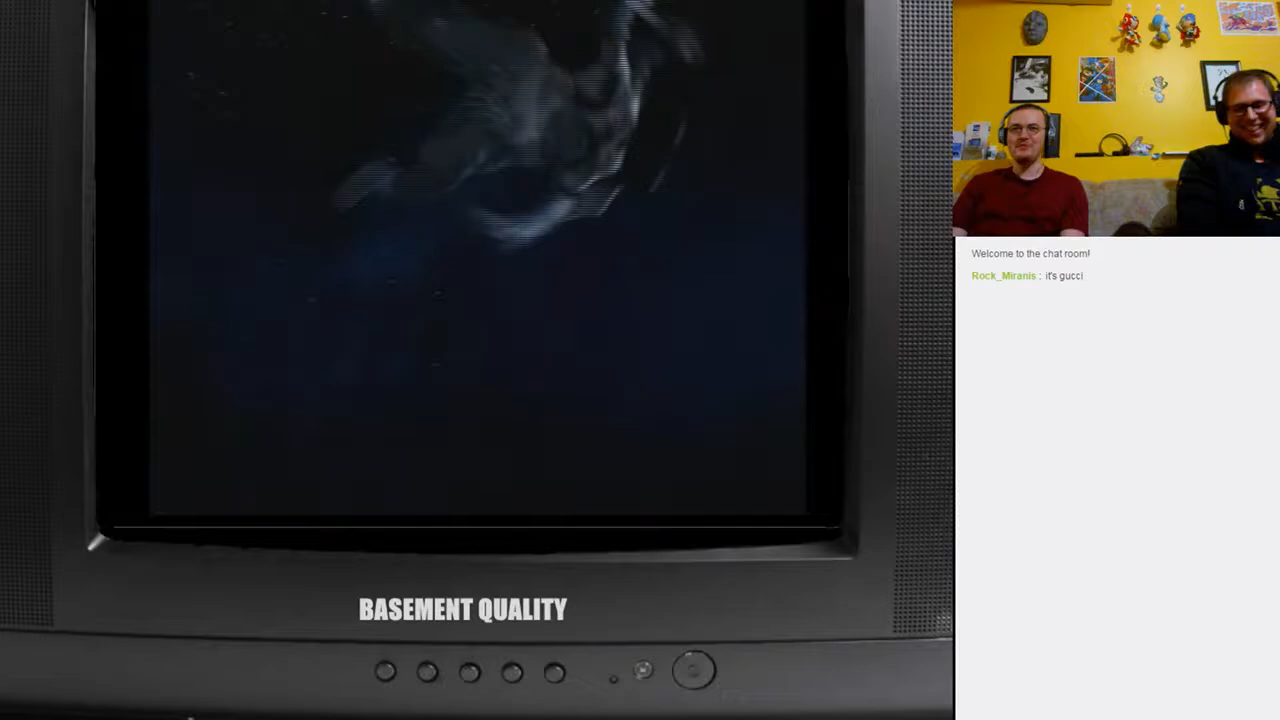 Welcome to the chat room!
Rock_Miranis : it's gucci
BASEMENT QUALITY